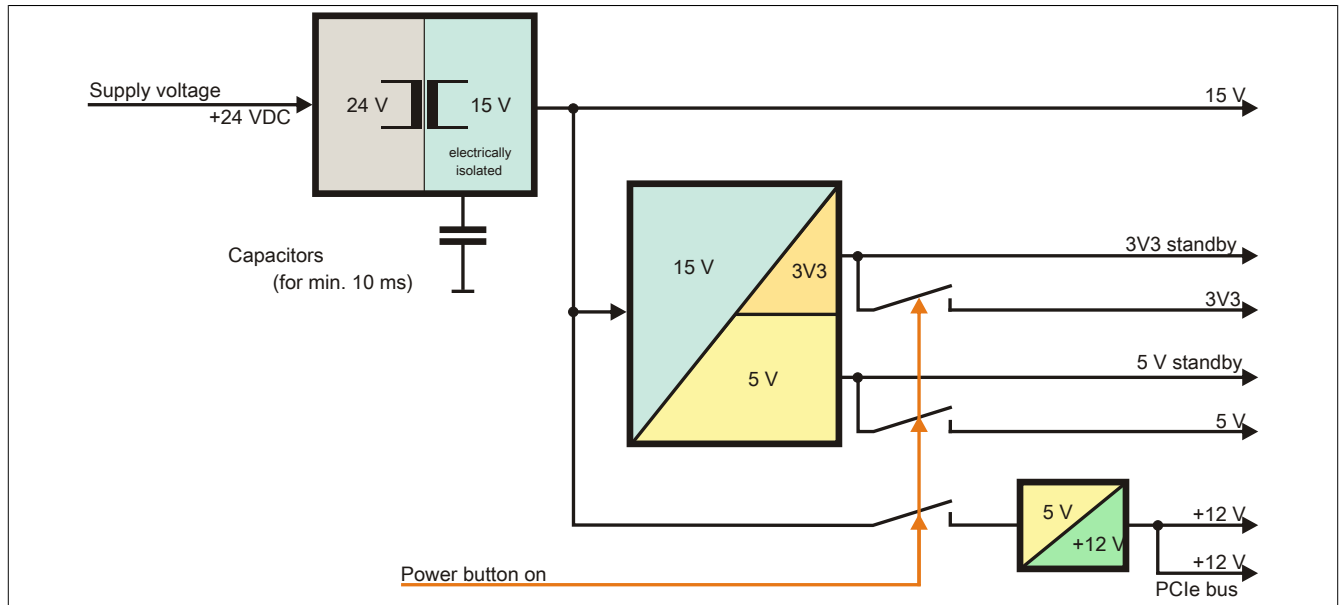 Supply voltage
+24 VDC
24 V
15 V
electrically
isolated
15 V
Capacitors
(for min. 10 ms)
15 V
3V3
5 V
3V3 standby
3V3
5 V standby
5 V
5 V
+12 V
+12 V
+12 V
PCIe bus
Power button on